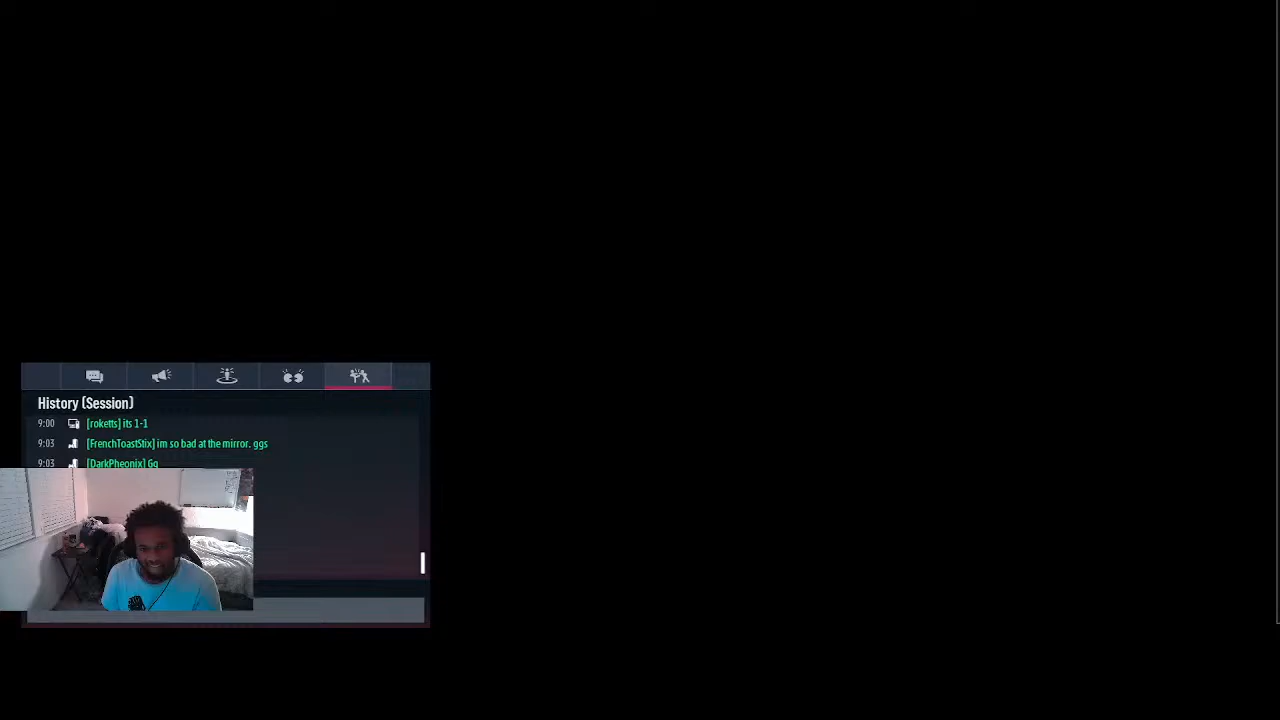 History (Session)
9:00 [roketts] its 1-1
9:03 [FrenchToastStix] im so bad at the mirror. ggs
9:03 [DarkPheonix] Gg